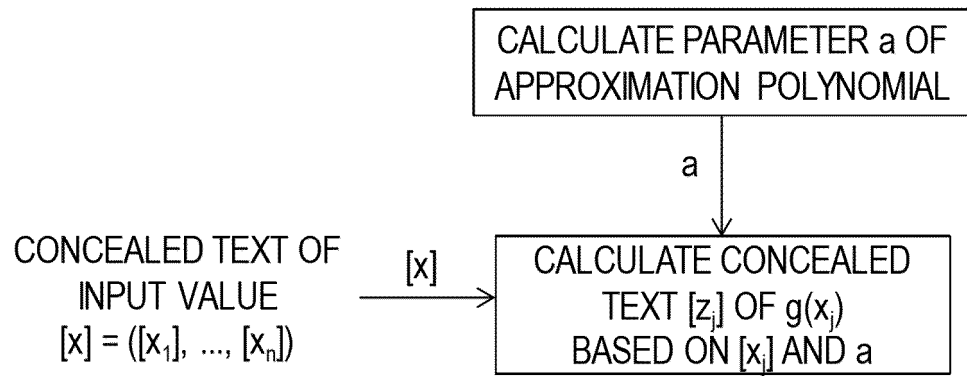 CALCULATE PARAMETER a OF
APPROXIMATION POLYNOMIAL
a
CONCEALED TEXT OF
INPUT VALUE
[x] = ([x₁], ..., [xₙ])
[x]
CALCULATE CONCEALED
TEXT [zⱼ] OF g(xⱼ)
BASED ON [xⱼ] AND a